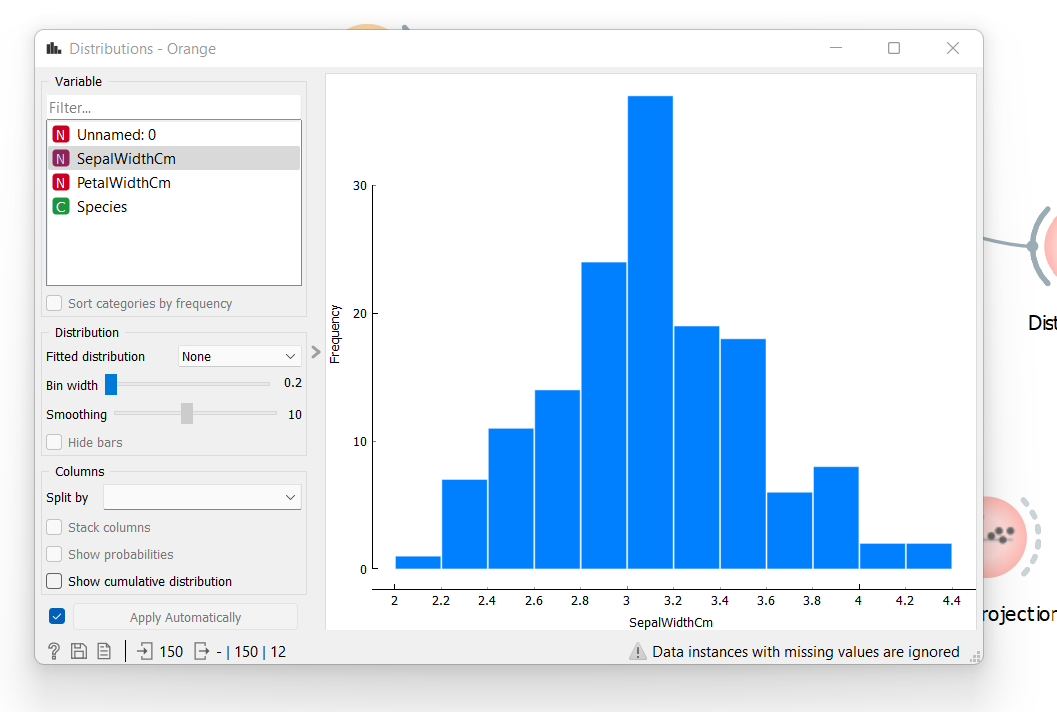 Distributions - Orange
Variable
Filter...
N Unnamed: 0
N SepalWidthCm
N PetalWidthCm
C Species
Sort categories by frequency
Distribution
Fitted distribution None
Bin width 0.2
Smoothing 10
Hide bars
Columns
Split by
Stack columns
Show probabilities
Show cumulative distribution
Apply Automatically
? 150 - | 150 | 12
Frequency
30
20
10
0
2 2.2 2.4 2.6 2.8 3 3.2 3.4 3.6 3.8 4 4.2 4.4
SepalWidthCm
Data instances with missing values are ignored
Dist
rojection